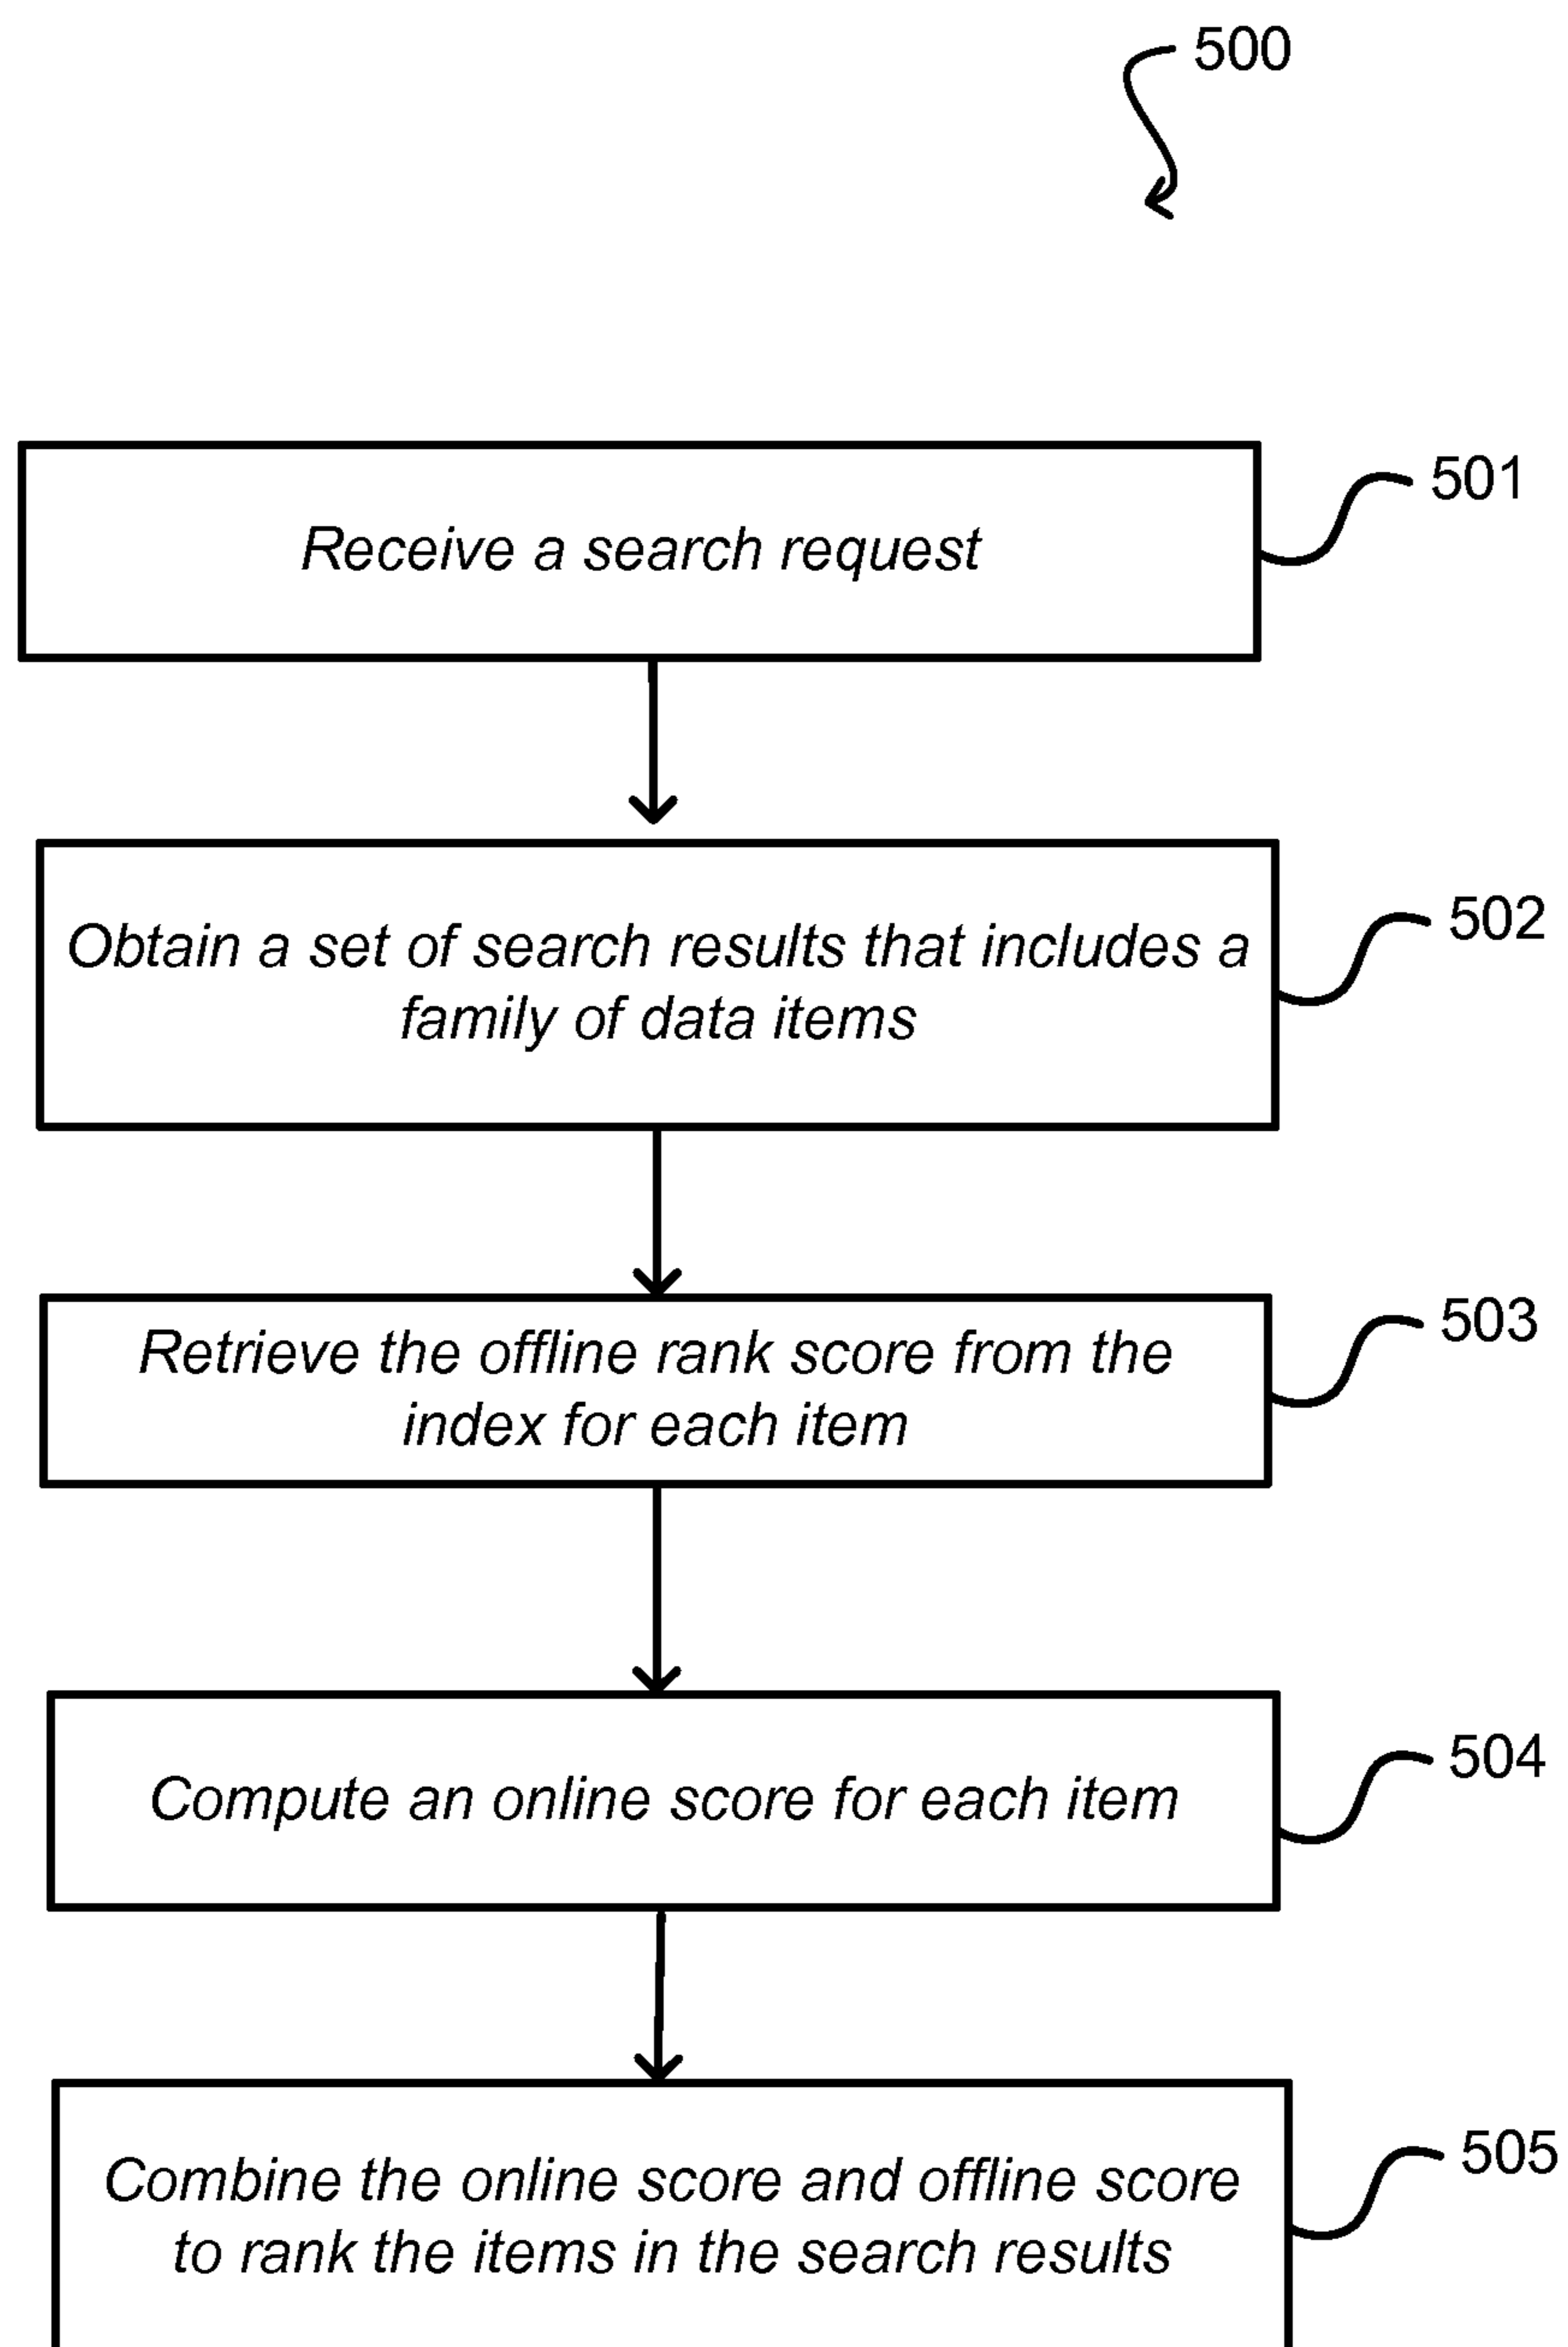 500
Receive a search request
501
Obtain a set of search results that includes a
family of data items
502
Retrieve the offline rank score from the
index for each item
503
Compute an online score for each item
504
Combine the online score and offline score
to rank the items in the search results
505